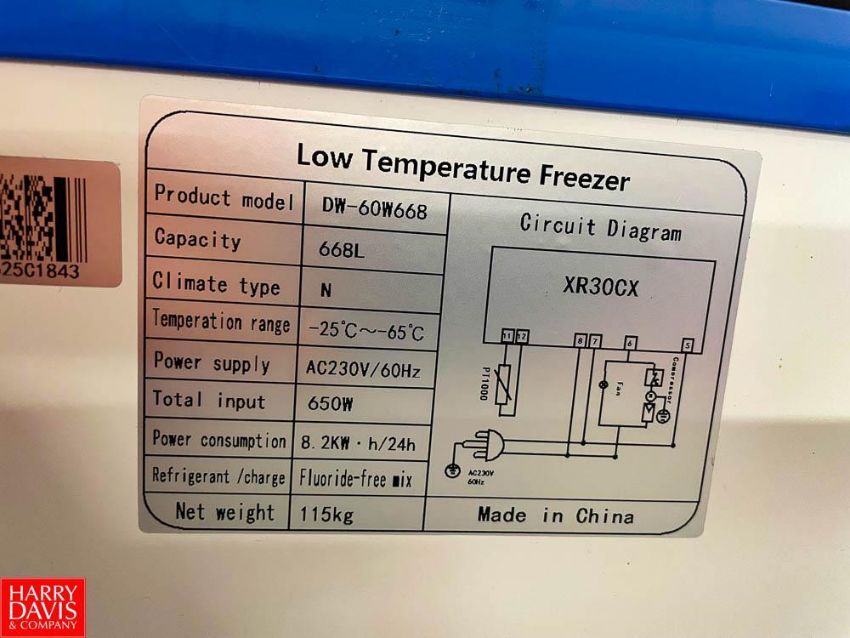 Low Temperature Freezer
Product model DW-60W668
Capacity 668L
Climate type N
Temperation range -25℃~-65℃
Power supply AC230V/60Hz
Total input 650W
Power consumption 8.2KW·h/24h
Refrigerant /charge Fluoride-free mix
Net weight 115kg
Circuit Diagram
XR30CX
11 12 8 7 6 5
PT1000
Fan
Compressor
AC230V
60Hz
Made in China
25C1843
HARRY
DAVIS
& COMPANY